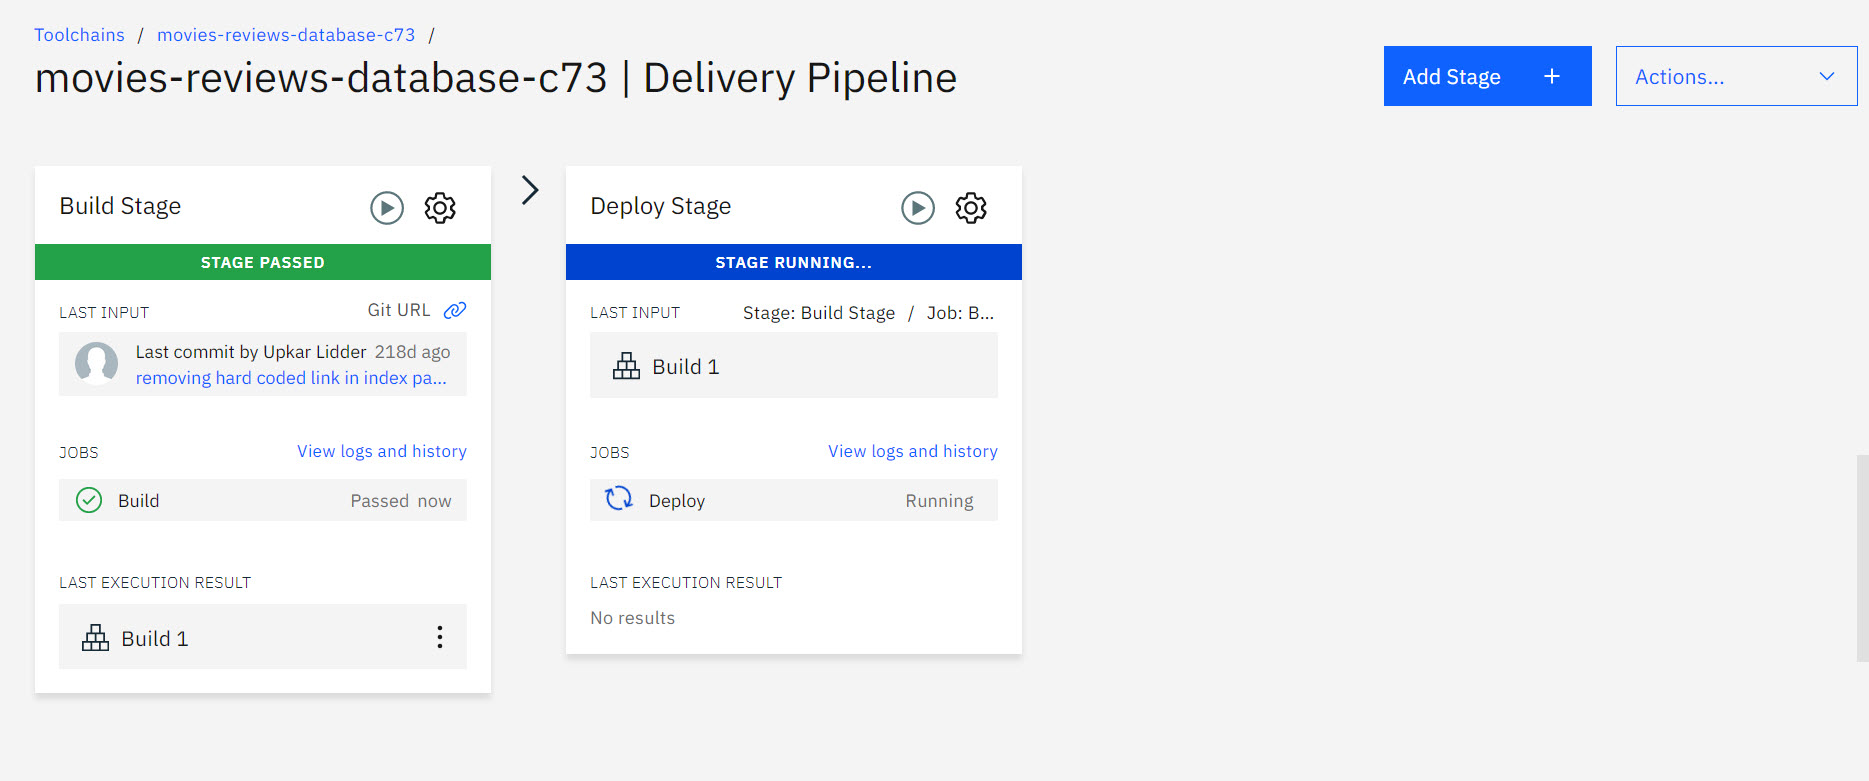 Toolchains / movies-reviews-database-c73 /
movies-reviews-database-c73 | Delivery Pipeline
Add Stage +
Actions...
Build Stage
STAGE PASSED
LAST INPUT Git URL
Last commit by Upkar Lidder 218d ago
removing hard coded link in index pa...
JOBS View logs and history
Build Passed now
LAST EXECUTION RESULT
Build 1
Deploy Stage
STAGE RUNNING...
LAST INPUT Stage: Build Stage / Job: B...
Build 1
JOBS View logs and history
Deploy Running
LAST EXECUTION RESULT
No results